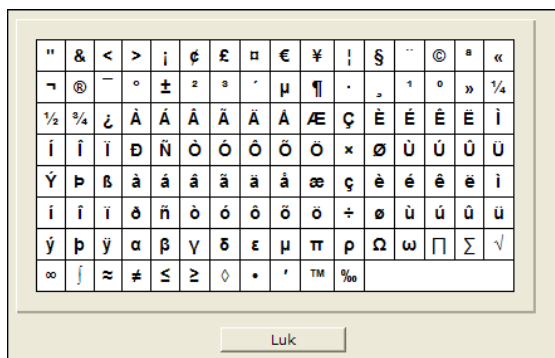 " & < > ¡ ¢ £ ¤ € ¥ ¦ § ¨ © ª «
¬ ® ¯ ° ± ² ³ ´ µ ¶ · ¸ ¹ º » ¼
½ ¾ ¿ À Á Â Ã Ä Å Æ Ç È É Ê Ë Ì
Í Î Ï Ð Ñ Ò Ó Ô Õ Ö × Ø Ù Ú Û Ü
Ý Þ ß à á â ã ä å æ ç è é ê ë ì
í î ï ð ñ ò ó ô õ ö ÷ ø ù ú û ü
ý þ ÿ α β γ δ ε μ π ρ Ω ω ∏ ∑ √
∞ ∫ ≈ ≠ ≤ ≥ ◊ • ′ ™ ‰
Luk